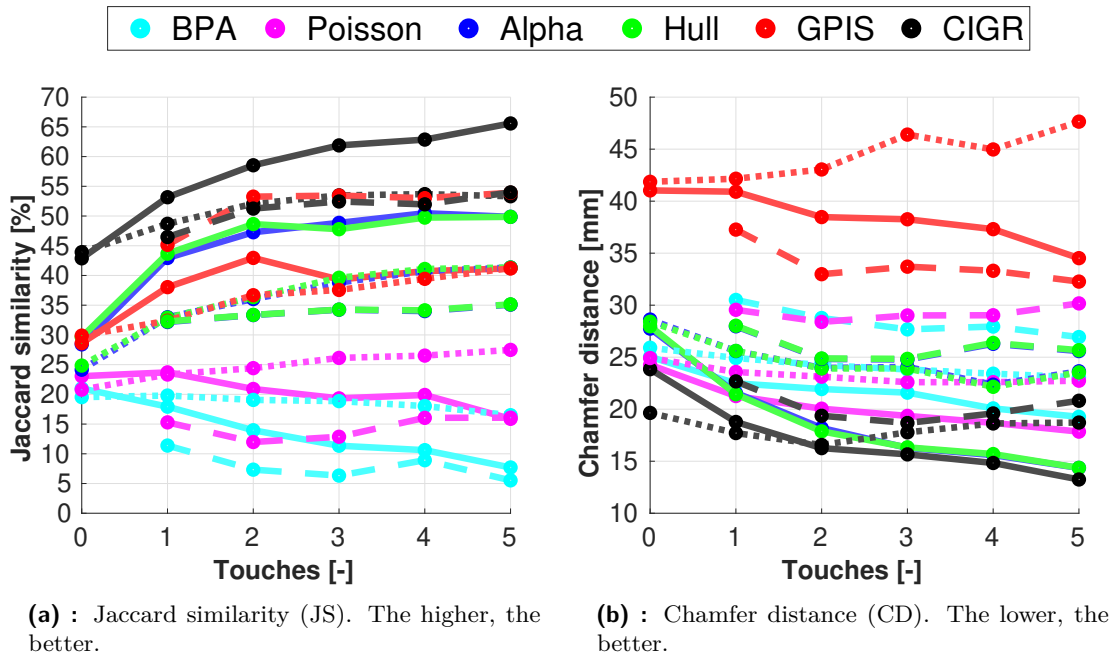 BPA Poisson Alpha Hull GPIS CIGR
70
65
60
55
50
45
40
35
30
25
20
15
10
5
0
Jaccard similarity [%]
0 1 2 3 4 5
Touches [-]
50
45
40
35
30
25
20
15
10
Chamfer distance [mm]
0 1 2 3 4 5
Touches [-]
(a) : Jaccard similarity (JS). The higher, the
better.
(b) : Chamfer distance (CD). The lower, the
better.